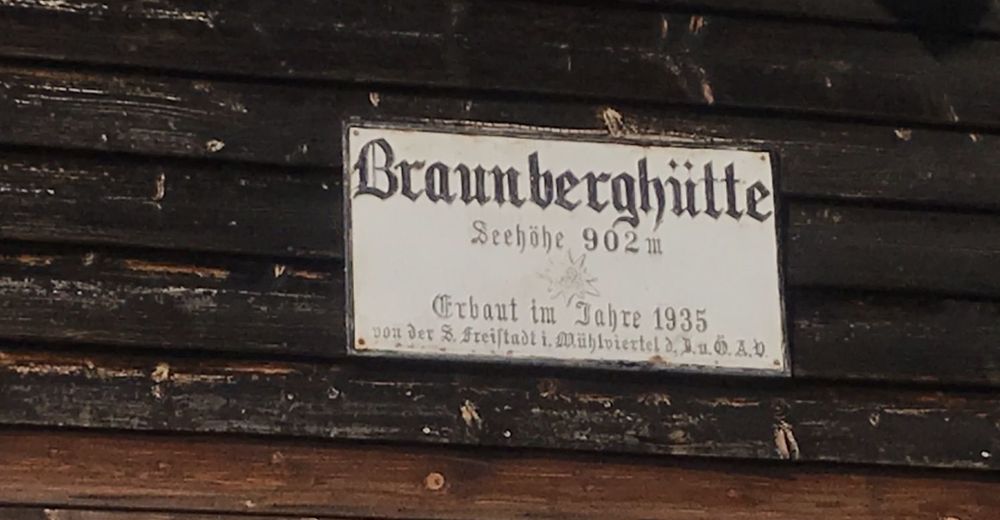 Braunberghütte
Seehöhe 902 m
Erbaut im Jahre 1935
von der S. Freistadt i. Mühlviertel d. D. u. Ö. A. V.